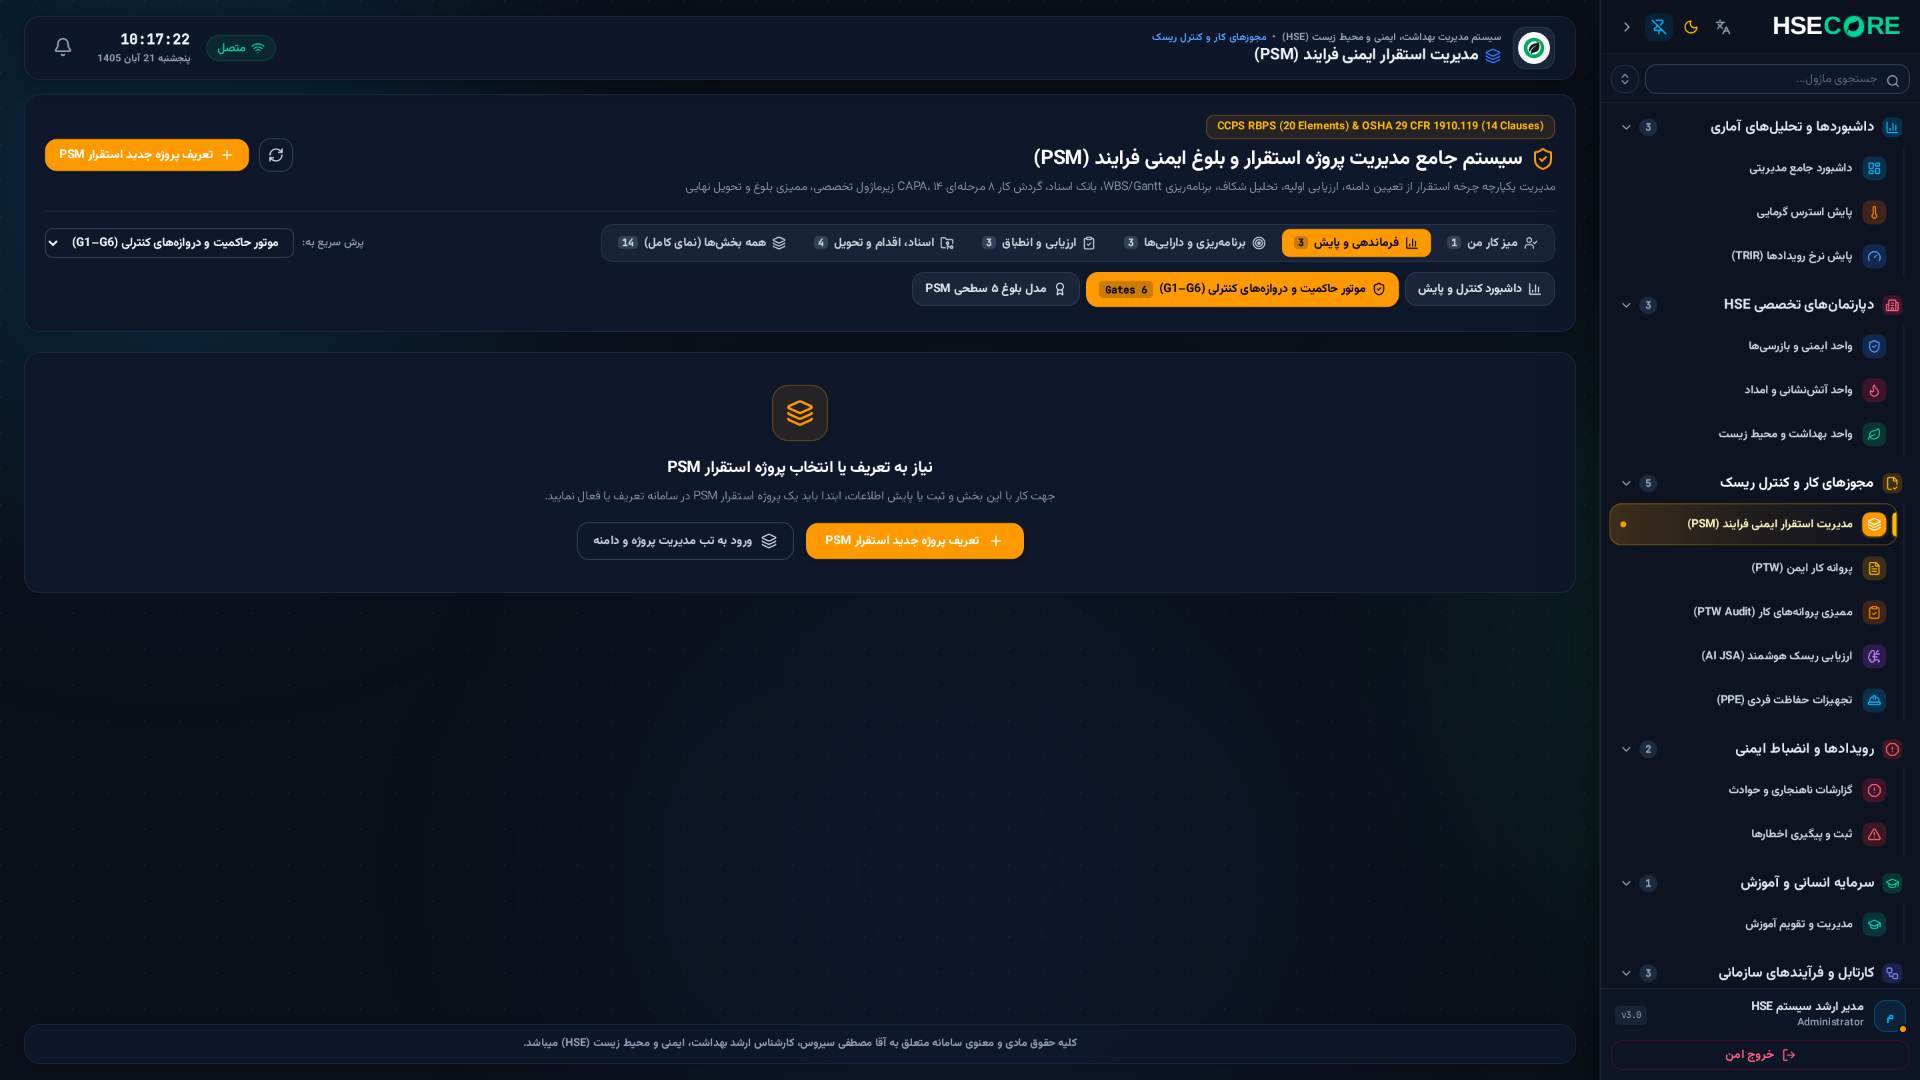 HSECORE
جستجوی ماژول...
داشبوردها و تحلیل‌های آماری 3
داشبورد جامع مدیریتی
پایش استرس گرمایی
پایش نرخ رویدادها (TRIR)
دپارتمان‌های تخصصی HSE 3
واحد ایمنی و بازرسی‌ها
واحد آتش‌نشانی و امداد
واحد بهداشت و محیط زیست
مجوزهای کار و کنترل ریسک 5
مدیریت استقرار ایمنی فرایند (PSM)
پروانه کار ایمن (PTW)
ممیزی پروانه‌های کار (PTW Audit)
ارزیابی ریسک هوشمند (AI JSA)
تجهیزات حفاظت فردی (PPE)
رویدادها و انضباط ایمنی 2
گزارشات ناهنجاری و حوادث
ثبت و پیگیری اخطارها
سرمایه انسانی و آموزش 1
مدیریت و تقویم آموزش
کارتابل و فرآیندهای سازمانی 3
مدیر ارشد سیستم HSE
Administrator
م
v3.0
خروج امن
سیستم مدیریت بهداشت، ایمنی و محیط زیست (HSE) • مجوزهای کار و کنترل ریسک
مدیریت استقرار ایمنی فرایند (PSM)
متصل
10:17:22
پنجشنبه 21 آبان 1405
CCPS RBPS (20 Elements) & OSHA 29 CFR 1910.119 (14 Clauses)
سیستم جامع مدیریت پروژه استقرار و بلوغ ایمنی فرایند (PSM)
مدیریت یکپارچه چرخه استقرار از تعیین دامنه، ارزیابی اولیه، تحلیل شکاف، برنامه‌ریزی WBS/Gantt، بانک اسناد، گردش کار ۸ مرحله‌ای CAPA، ۱۴ زیرماژول تخصصی، ممیزی بلوغ و تحویل نهایی
تعریف پروژه جدید استقرار PSM
میز کار من 1
فرماندهی و پایش 3
برنامه‌ریزی و دارایی‌ها 3
ارزیابی و انطباق 3
اسناد، اقدام و تحویل 4
همه بخش‌ها (نمای کامل) 14
پرش سریع به:
موتور حاکمیت و دروازه‌های کنترلی (G1–G6)
داشبورد کنترل و پایش
موتور حاکمیت و دروازه‌های کنترلی (G1–G6) 6 Gates
مدل بلوغ ۵ سطحی PSM
نیاز به تعریف یا انتخاب پروژه استقرار PSM
جهت کار با این بخش و ثبت یا پایش اطلاعات، ابتدا باید یک پروژه استقرار PSM در سامانه تعریف یا فعال نمایید.
تعریف پروژه جدید استقرار PSM
ورود به تب مدیریت پروژه و دامنه
کلیه حقوق مادی و معنوی سامانه متعلق به آقا مصطفی سیروس، کارشناس ارشد بهداشت، ایمنی و محیط زیست (HSE) میباشد.